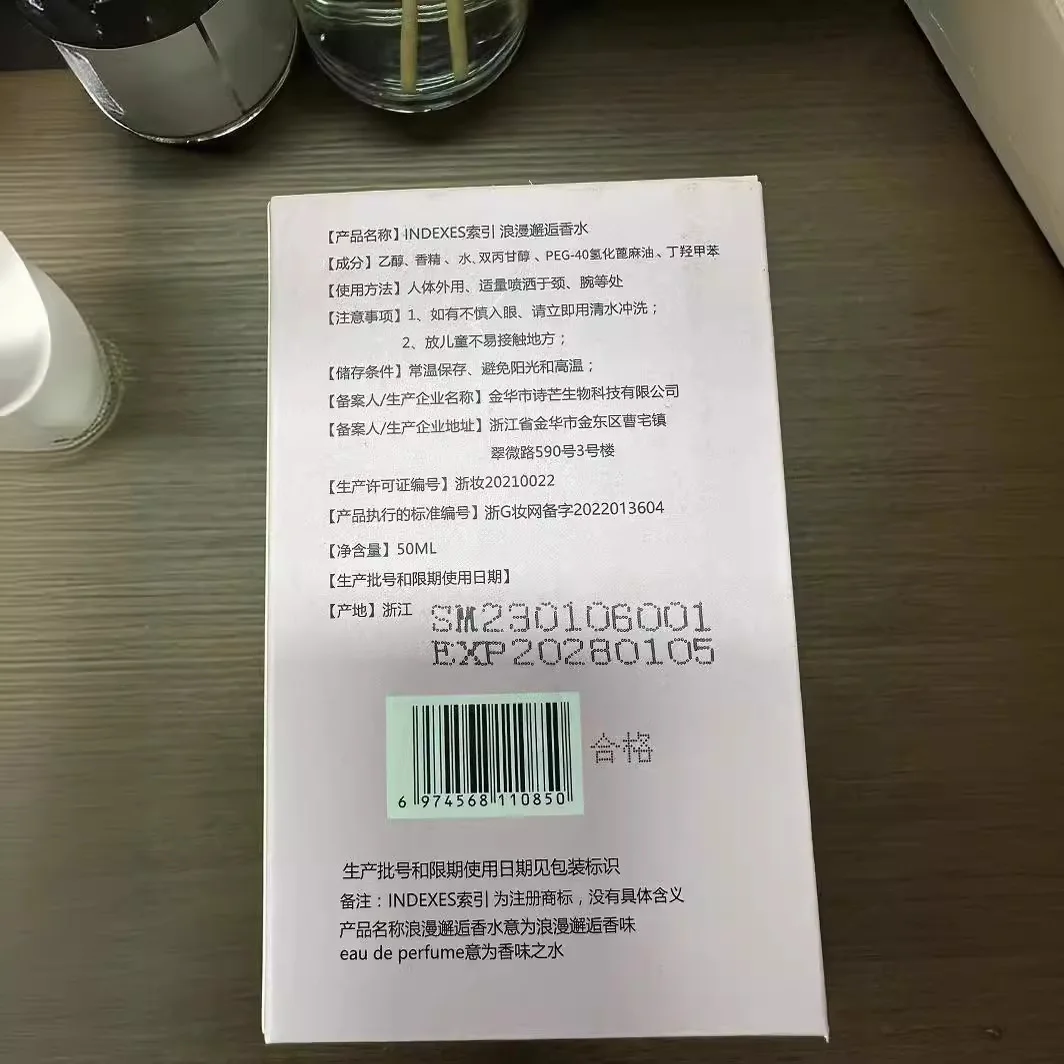 【产品名称】INDEXES索引 浪漫邂逅香水
【成分】乙醇、香精、水、双丙甘醇、PEG-40氢化蓖麻油、丁羟甲苯
【使用方法】人体外用、适量喷洒于颈、腕等处
【注意事项】1、如有不慎入眼、请立即用清水冲洗；
2、放儿童不易接触地方；
【储存条件】常温保存、避免阳光和高温；
【备案人/生产企业名称】金华市诗芒生物科技有限公司
【备案人/生产企业地址】浙江省金华市金东区曹宅镇
翠微路590号3号楼
【生产许可证编号】浙妆20210022
【产品执行的标准编号】浙G妆网备字2022013604
【净含量】50ML
【生产批号和限期使用日期】
【产地】浙江
SM230106001
EXP20280105
合格
6 974568 110850
生产批号和限期使用日期见包装标识
备注：INDEXES索引 为注册商标，没有具体含义
产品名称浪漫邂逅香水意为浪漫邂逅香味
eau de perfume意为香味之水